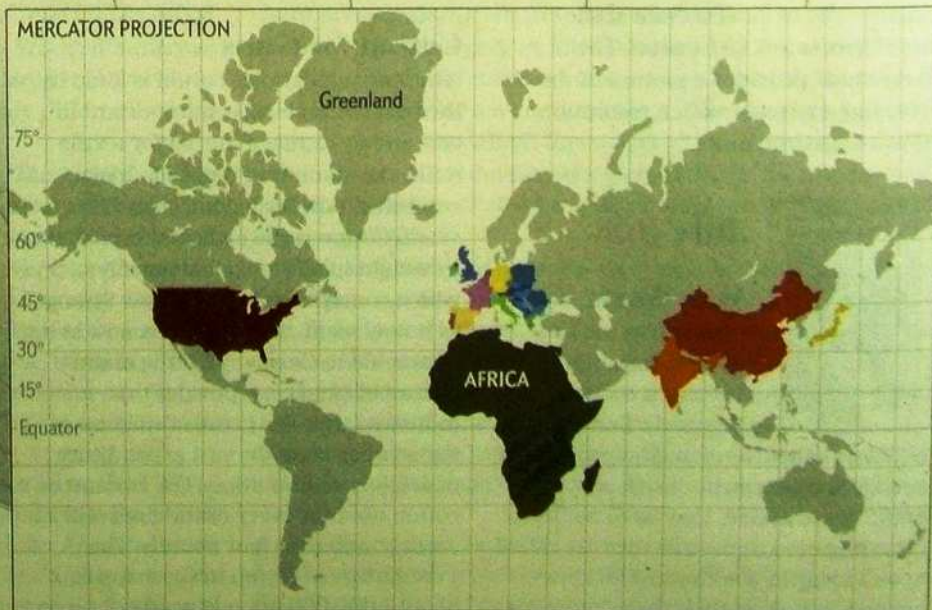 MERCATOR PROJECTION
Greenland
75°
60°
45°
30°
15°
AFRICA
Equator